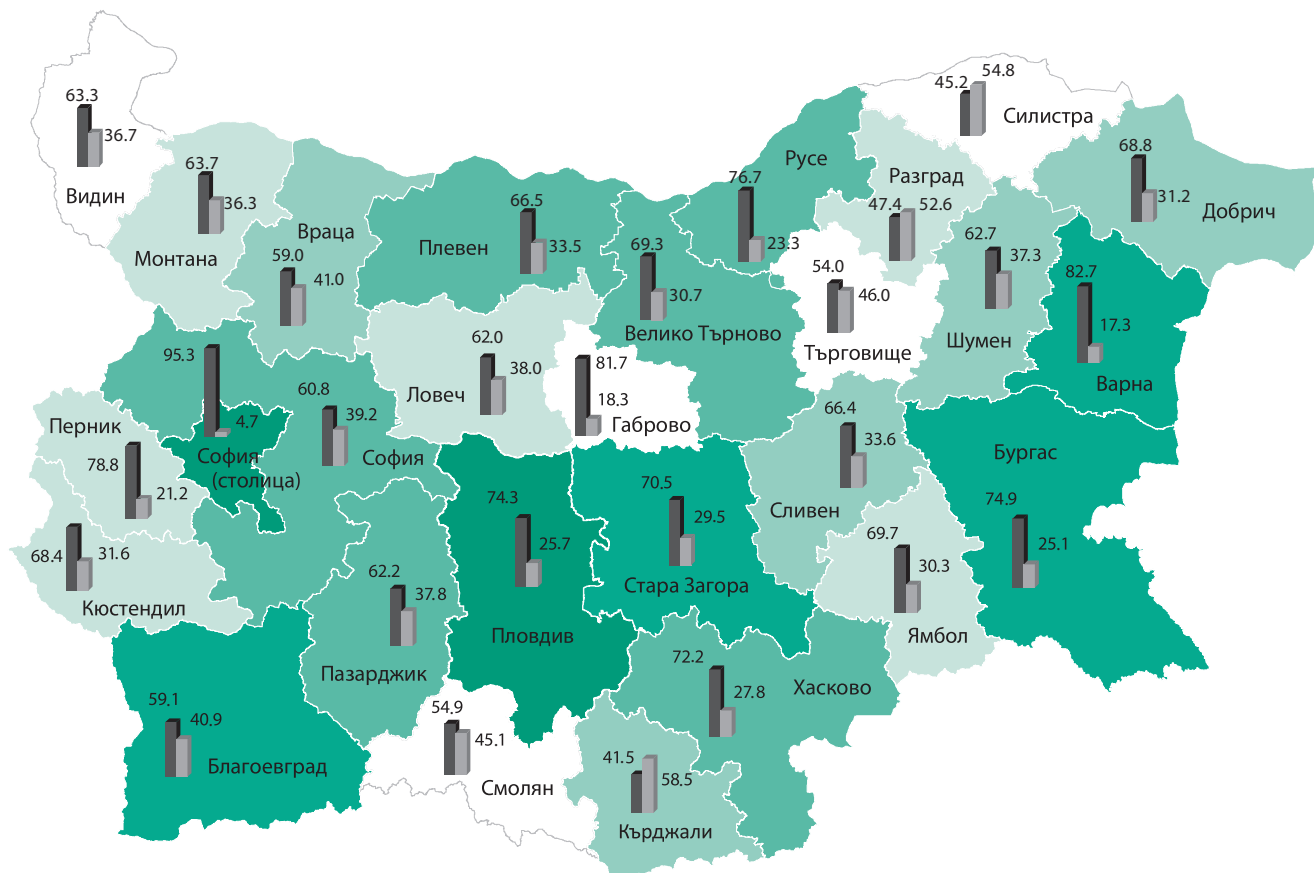 63.3
36.7
Видин
63.7
36.3
Монтана
Враца
59.0
41.0
Плевен
66.5
33.5
69.3
30.7
Велико Търново
Русе
76.7
23.3
Разград
47.4
52.6
45.2
54.8
Силистра
68.8
31.2
Добрич
62.7
37.3
Шумен
82.7
17.3
Варна
54.0
46.0
Търговище
62.0
38.0
Ловеч
81.7
18.3
Габрово
95.3
4.7
София
(столица)
60.8
39.2
София
Перник
78.8
21.2
68.4
31.6
Кюстендил
62.2
37.8
Пазарджик
74.3
25.7
Пловдив
70.5
29.5
Стара Загора
66.4
33.6
Сливен
69.7
30.3
Ямбол
Бургас
74.9
25.1
59.1
40.9
Благоевград
54.9
45.1
Смолян
41.5
58.5
Кърджали
72.2
27.8
Хасково